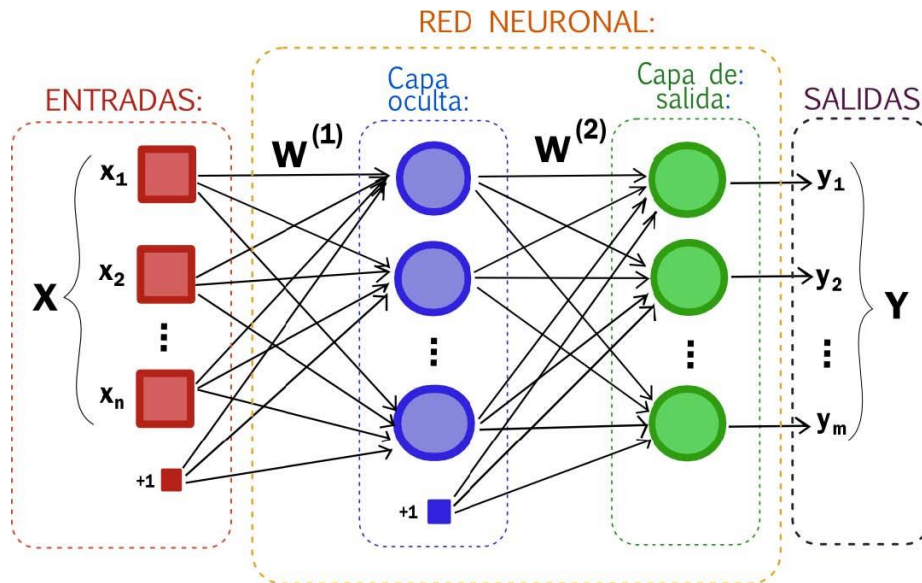 RED NEURONAL:
ENTRADAS:
Capa
oculta:
Capa de:
salida:
SALIDAS
W(1)
W(2)
x1
x2
⋮
xn
+1
X
⋮
+1
⋮
y1
y2
⋮
ym
Y